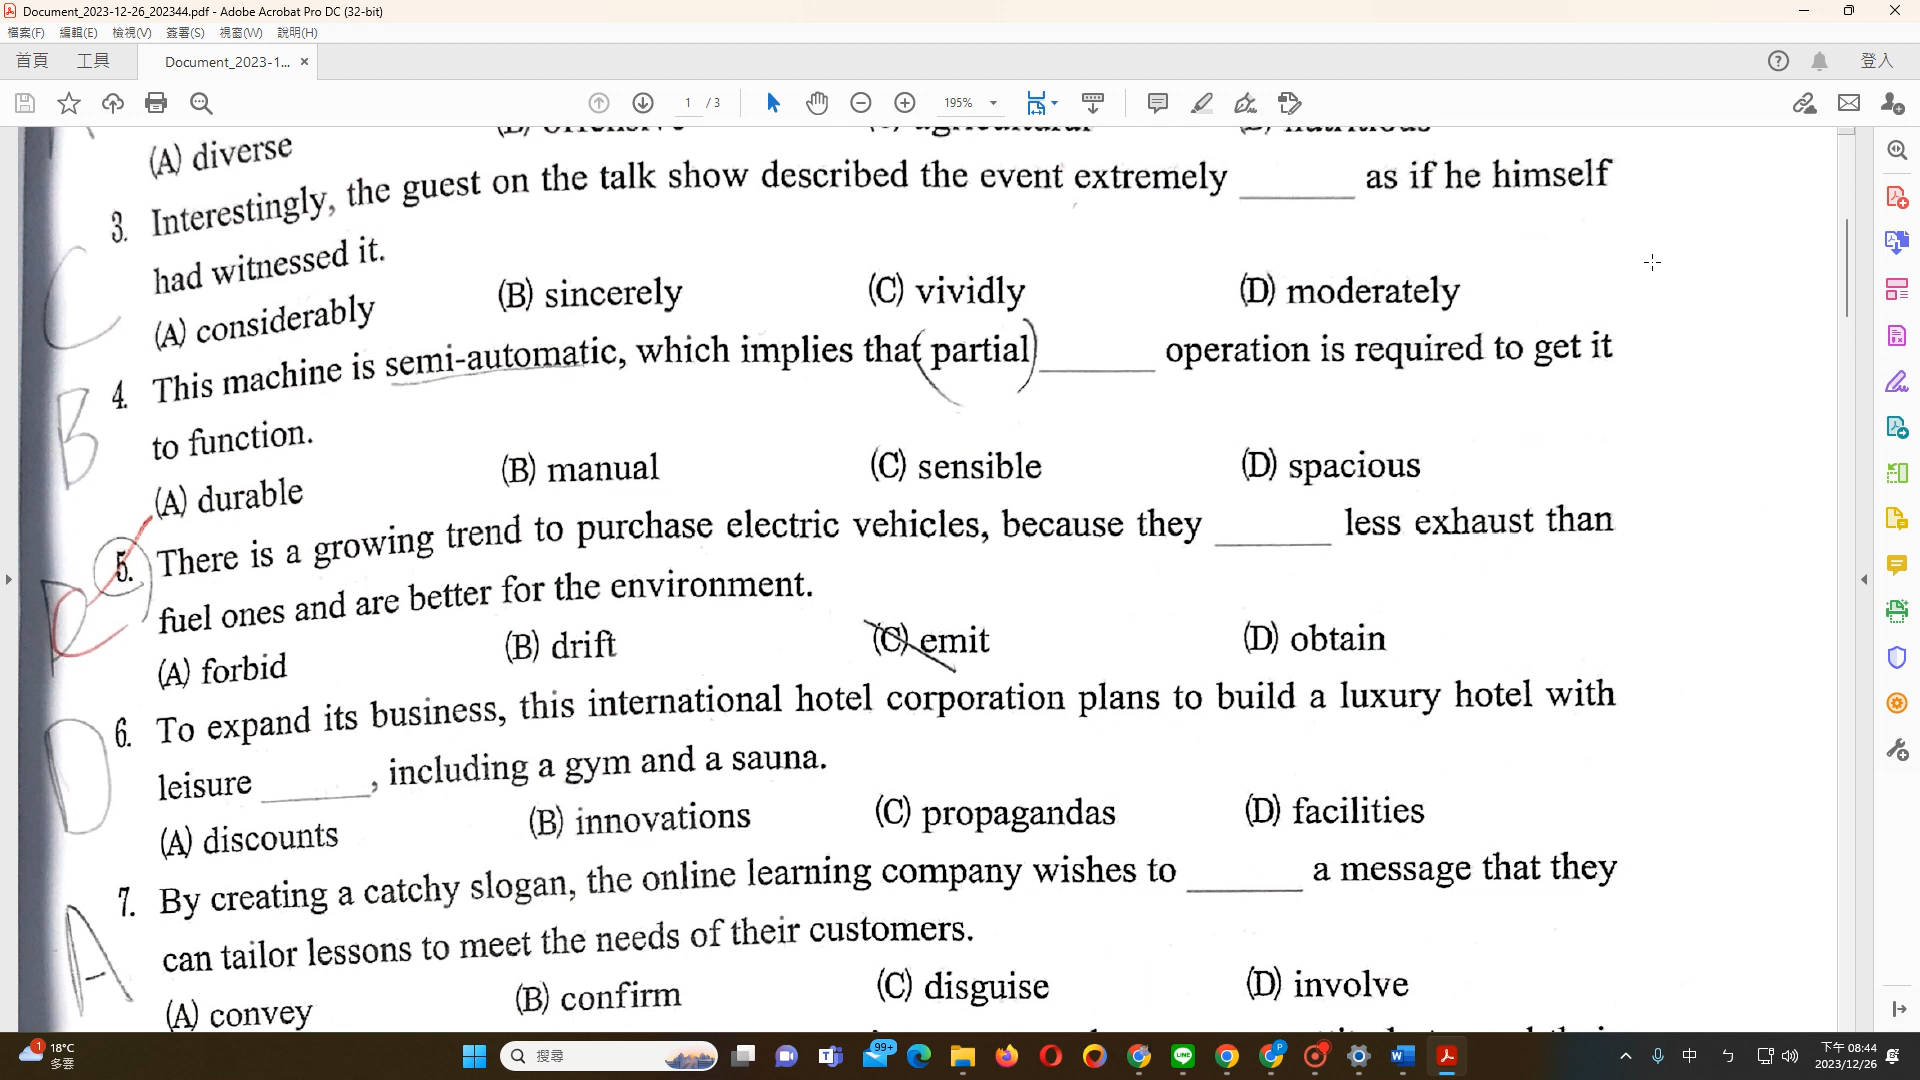 Document_2023-12-26_202344.pdf - Adobe Acrobat Pro DC (32-bit)
檔案(F) 編輯(E) 檢視(V) 簽署(S) 視窗(W) 說明(H)
首頁 工具 Document_2023-1... × 登入
1 / 3 195%
(A) diverse
3. Interestingly, the guest on the talk show described the event extremely ______ as if he himself
had witnessed it.
(A) considerably (B) sincerely (C) vividly (D) moderately
C
4. This machine is semi-automatic, which implies that (partial) ______ operation is required to get it
to function.
(A) durable (B) manual (C) sensible (D) spacious
B
5. There is a growing trend to purchase electric vehicles, because they ______ less exhaust than
fuel ones and are better for the environment.
(A) forbid (B) drift (C) emit (D) obtain
6. To expand its business, this international hotel corporation plans to build a luxury hotel with
leisure ______, including a gym and a sauna.
(A) discounts (B) innovations (C) propagandas (D) facilities
D
7. By creating a catchy slogan, the online learning company wishes to ______ a message that they
can tailor lessons to meet the needs of their customers.
(A) convey (B) confirm (C) disguise (D) involve
A
1 18°C
多雲
搜尋
99+
中
下午 08:44
2023/12/26